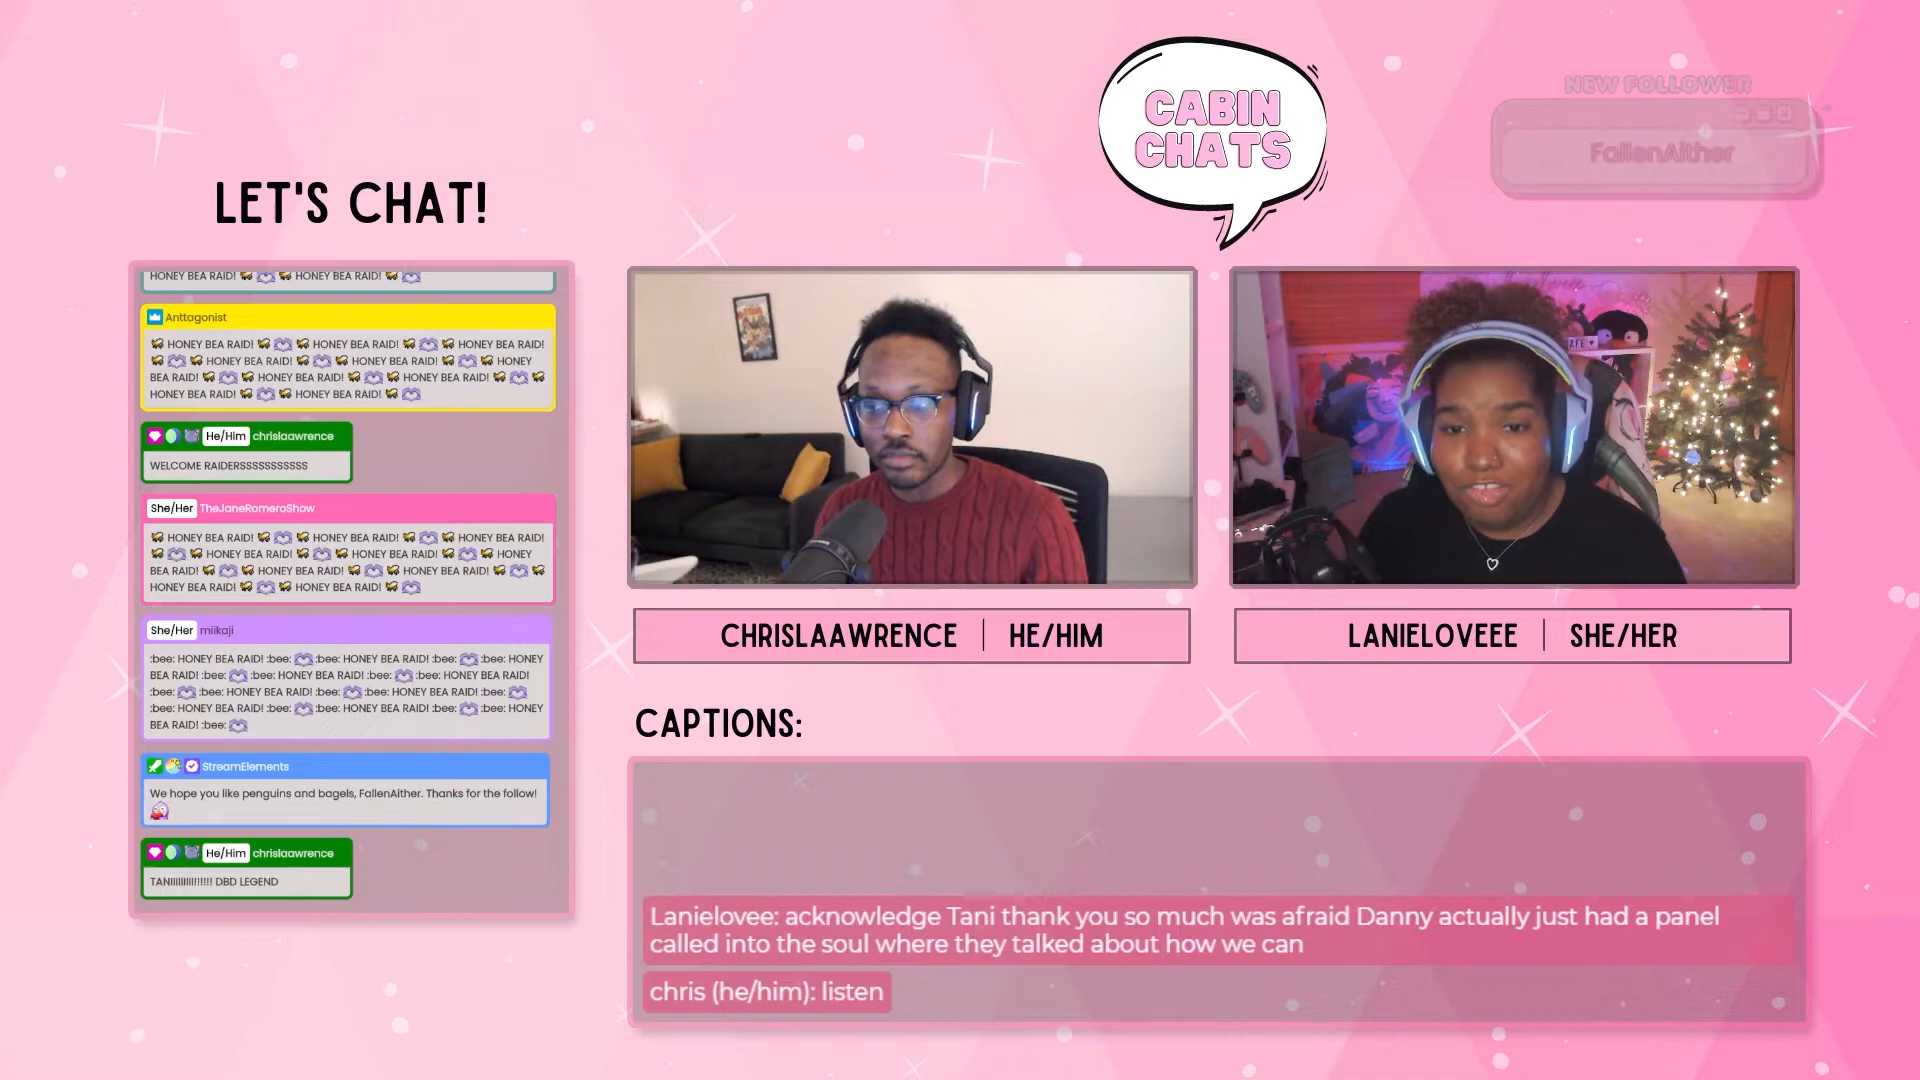 CABIN
CHATS
NEW FOLLOWER
FallenAither
LET'S CHAT!
HONEY BEA RAID! HONEY BEA RAID!
Anttagonist
HONEY BEA RAID! HONEY BEA RAID! HONEY BEA RAID!
HONEY BEA RAID! HONEY BEA RAID! HONEY
BEA RAID! HONEY BEA RAID! HONEY BEA RAID!
HONEY BEA RAID! HONEY BEA RAID!
He/Him chrislaawrence
WELCOME RAIDERSSSSSSSSSSS
She/Her TheJaneRomeroShow
HONEY BEA RAID! HONEY BEA RAID! HONEY BEA RAID!
HONEY BEA RAID! HONEY BEA RAID! HONEY
BEA RAID! HONEY BEA RAID! HONEY BEA RAID!
HONEY BEA RAID! HONEY BEA RAID!
She/Her miikaji
:bee: HONEY BEA RAID! :bee: :bee: HONEY BEA RAID! :bee: :bee: HONEY
BEA RAID! :bee: :bee: HONEY BEA RAID! :bee: :bee: HONEY BEA RAID!
:bee: :bee: HONEY BEA RAID! :bee: :bee: HONEY BEA RAID! :bee:
:bee: HONEY BEA RAID! :bee: :bee: HONEY BEA RAID! :bee: :bee: HONEY
BEA RAID! :bee:
StreamElements
We hope you like penguins and bagels, FallenAither. Thanks for the follow!
He/Him chrislaawrence
DBD LEGEND
CHRISLAAWRENCE | HE/HIM
LANIELOVEEE | SHE/HER
CAPTIONS:
Lanielovee: acknowledge Tani thank you so much was afraid Danny actually just had a panel
called into the soul where they talked about how we can
chris (he/him): listen